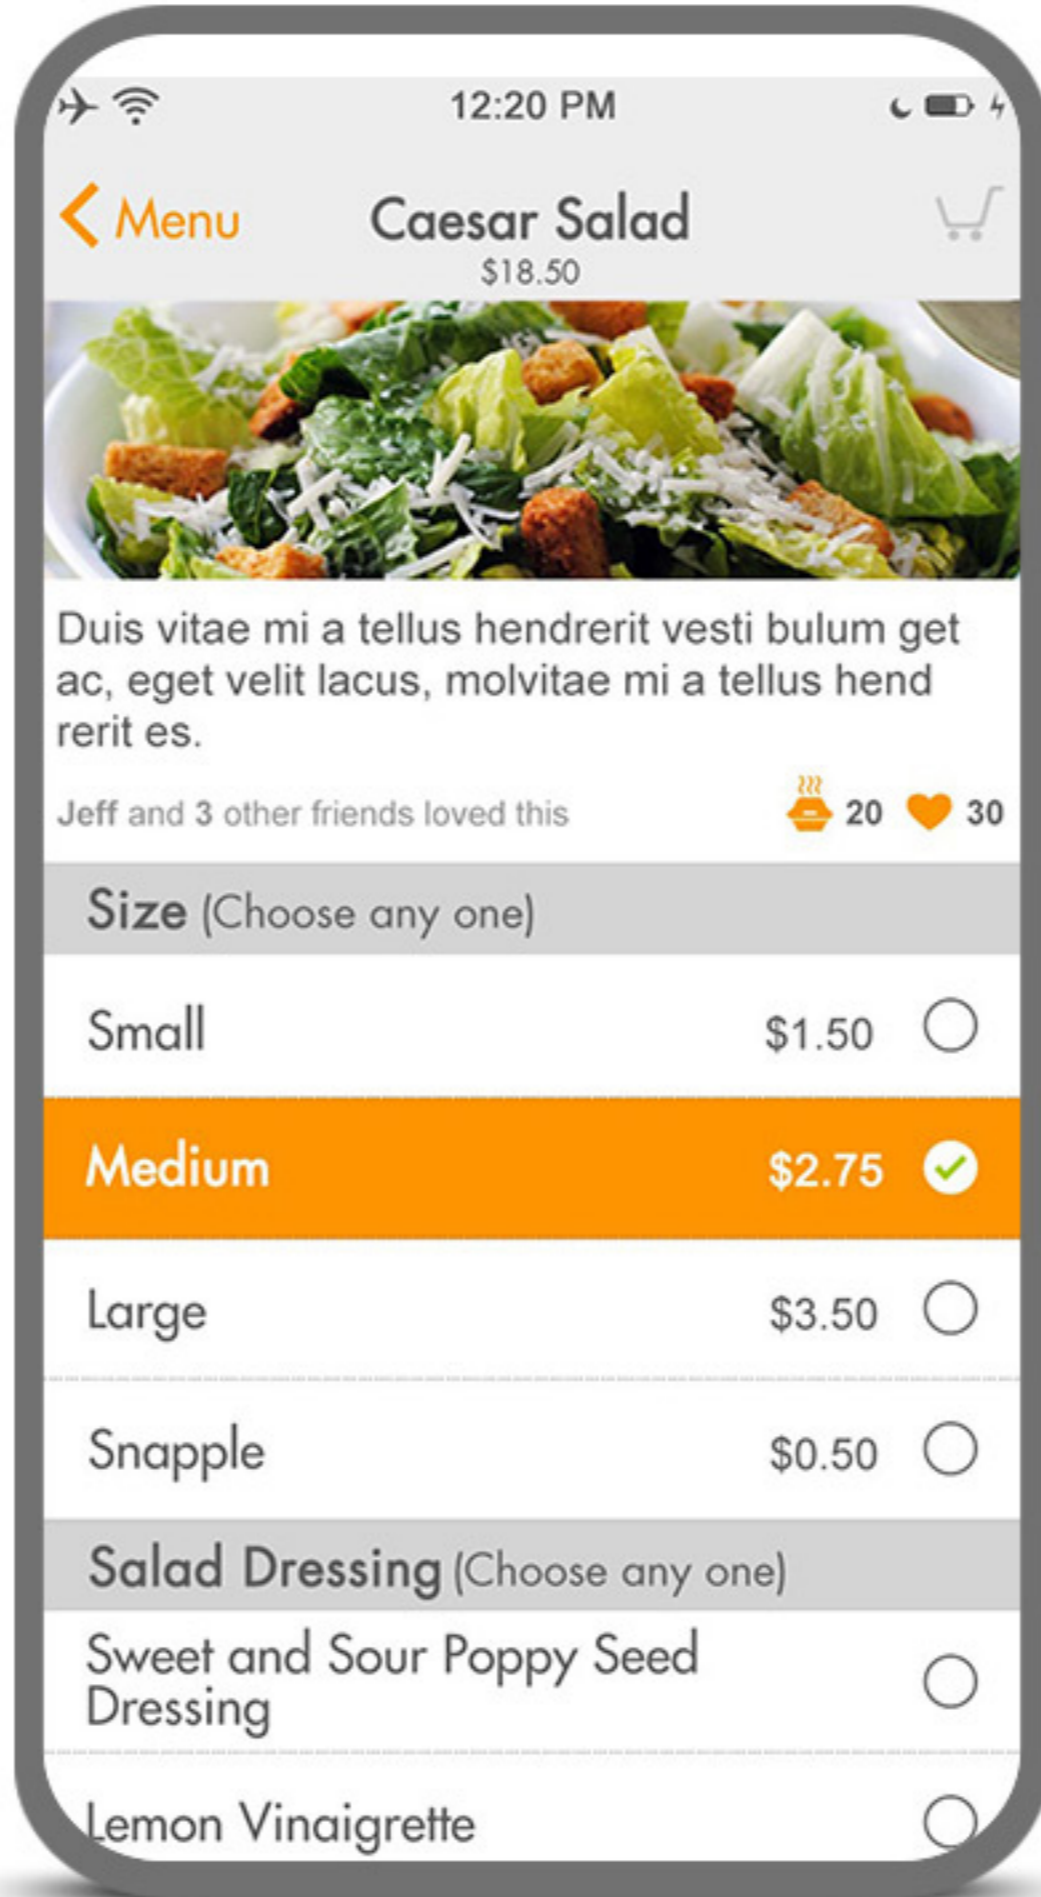 12:20 PM
Menu
Caesar Salad
$18.50
Duis vitae mi a tellus hendrerit vesti bulum get
ac, eget velit lacus, molvitae mi a tellus hend
rerit es.
Jeff and 3 other friends loved this
20
30
Size (Choose any one)
Small $1.50
Medium $2.75
Large $3.50
Snapple $0.50
Salad Dressing (Choose any one)
Sweet and Sour Poppy Seed
Dressing
Lemon Vinaigrette